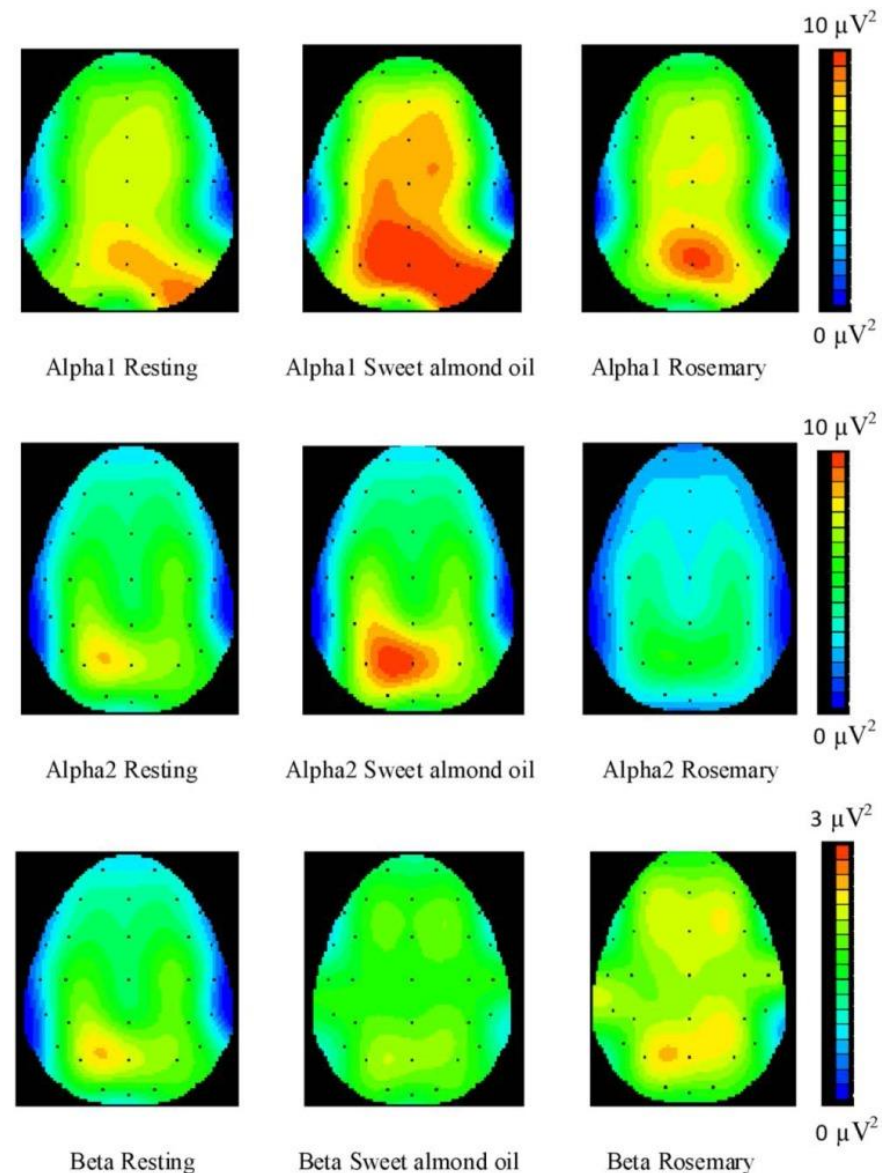 10 μV²
0 μV²
Alpha1 Resting
Alpha1 Sweet almond oil
Alpha1 Rosemary
10 μV²
0 μV²
Alpha2 Resting
Alpha2 Sweet almond oil
Alpha2 Rosemary
3 μV²
0 μV²
Beta Resting
Beta Sweet almond oil
Beta Rosemary